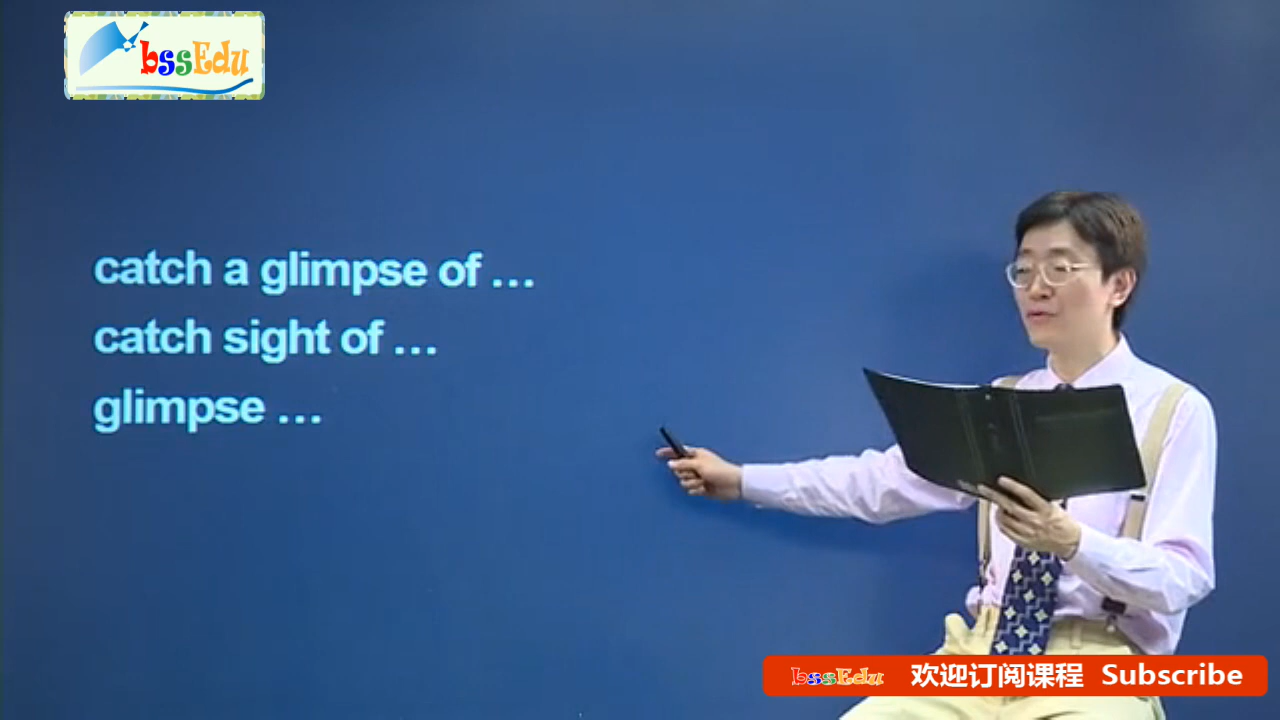 bssEdu
catch a glimpse of …
catch sight of …
glimpse …
bssEdu 欢迎订阅课程 Subscribe